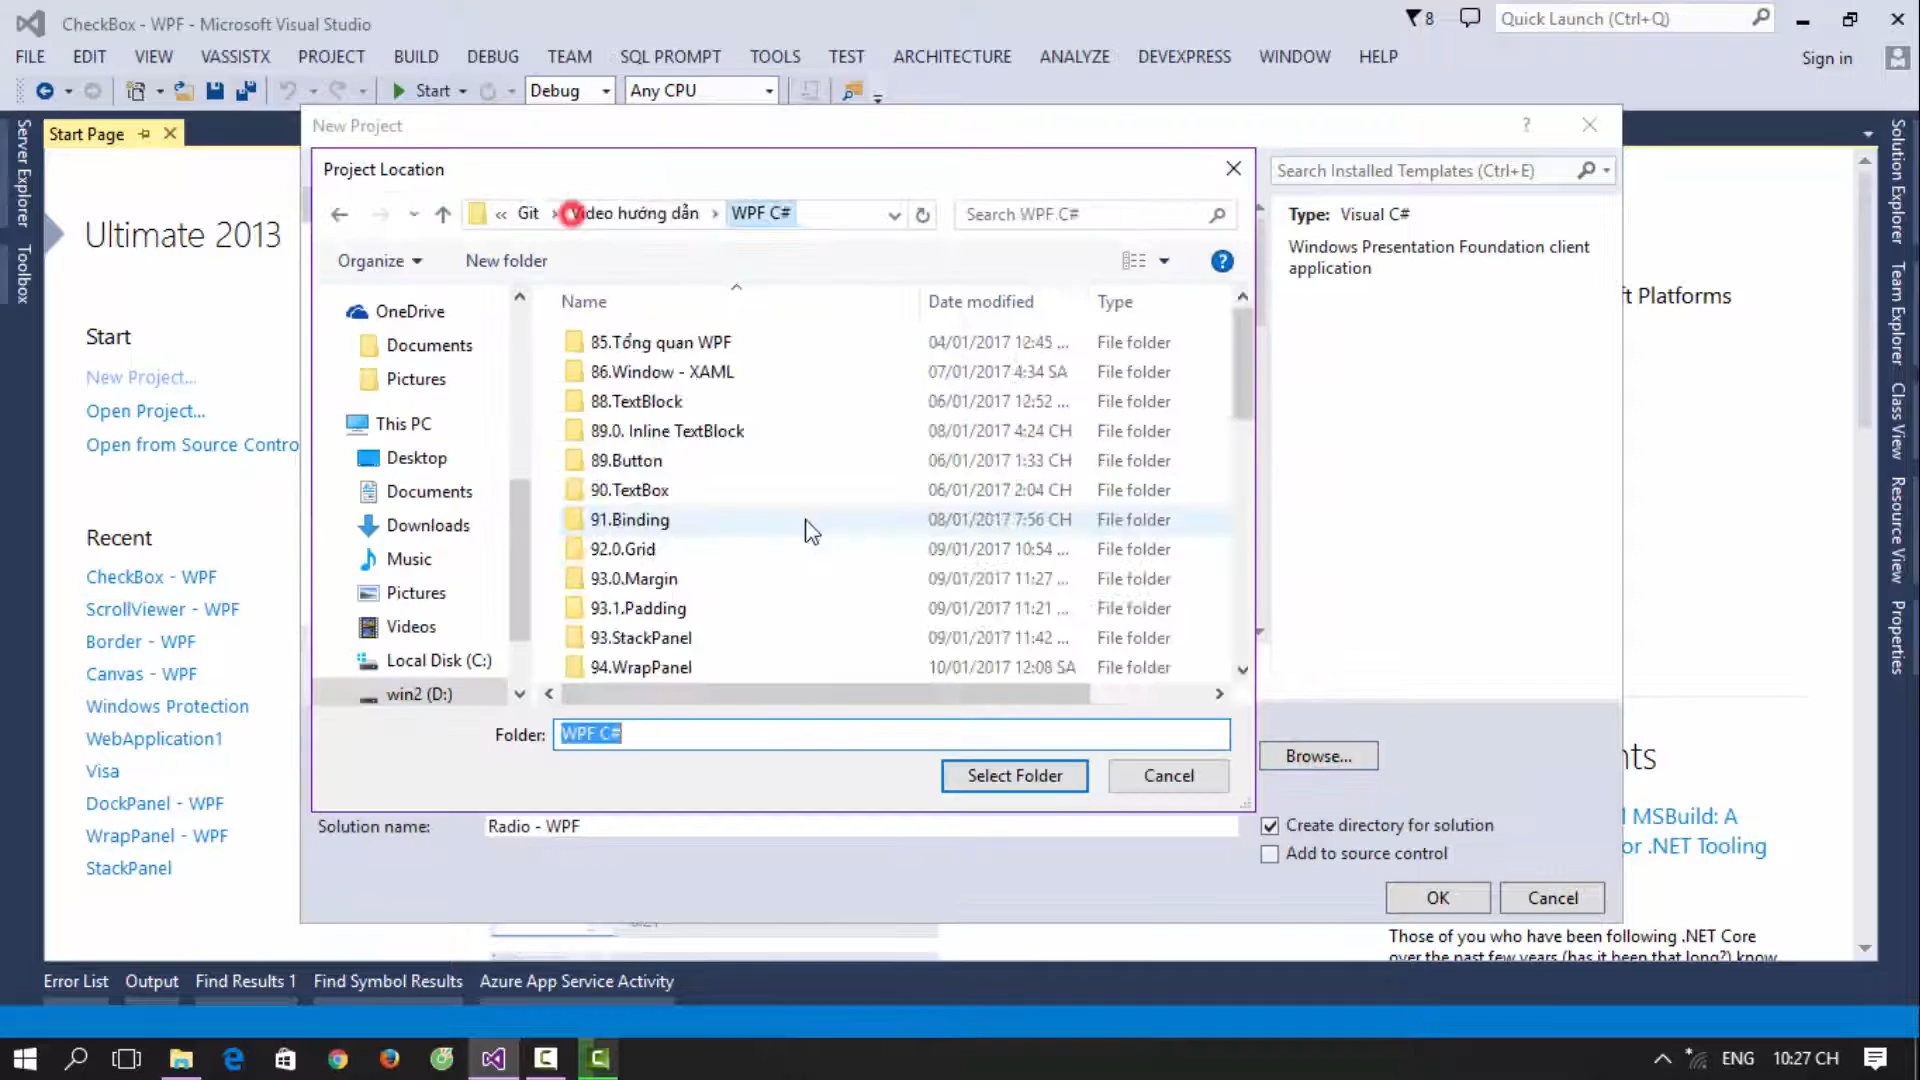 CheckBox - WPF - Microsoft Visual Studio
8
Quick Launch (Ctrl+Q)
FILE EDIT VIEW VASSISTX PROJECT BUILD DEBUG TEAM SQL PROMPT TOOLS TEST ARCHITECTURE ANALYZE DEVEXPRESS WINDOW HELP
Sign in
Start Debug Any CPU
Server Explorer
Toolbox
Start Page
New Project
?
Project Location
Search Installed Templates (Ctrl+E)
« Git Video hướng dẫn WPF C#
Search WPF C#
Type: Visual C#
Windows Presentation Foundation client
application
Organize New folder
Ultimate 2013
Name Date modified Type
OneDrive
Documents
Pictures
This PC
Desktop
Documents
Downloads
Music
Pictures
Videos
Local Disk (C:)
win2 (D:)
85.Tổng quan WPF 04/01/2017 12:45 ... File folder
86.Window - XAML 07/01/2017 4:34 SA File folder
88.TextBlock 06/01/2017 12:52 ... File folder
89.0. Inline TextBlock 08/01/2017 4:24 CH File folder
89.Button 06/01/2017 1:33 CH File folder
90.TextBox 06/01/2017 2:04 CH File folder
91.Binding 08/01/2017 7:56 CH File folder
92.0.Grid 09/01/2017 10:54 ... File folder
93.0.Margin 09/01/2017 11:27 ... File folder
93.1.Padding 09/01/2017 11:21 ... File folder
93.StackPanel 09/01/2017 11:42 ... File folder
94.WrapPanel 10/01/2017 12:08 SA File folder
Folder: WPF C#
Select Folder Cancel
Browse...
Solution name: Radio - WPF
Create directory for solution
Add to source control
OK Cancel
Start
New Project...
Open Project...
Open from Source Contro
Recent
CheckBox - WPF
ScrollViewer - WPF
Border - WPF
Canvas - WPF
Windows Protection
WebApplication1
Visa
DockPanel - WPF
WrapPanel - WPF
StackPanel
ft Platforms
nts
MSBuild: A
or .NET Tooling
Those of you who have been following .NET Core
over the past few years (has it been that long?) know
Solution Explorer
Team Explorer
Class View
Resource View
Properties
Error List Output Find Results 1 Find Symbol Results Azure App Service Activity
ENG 10:27 CH